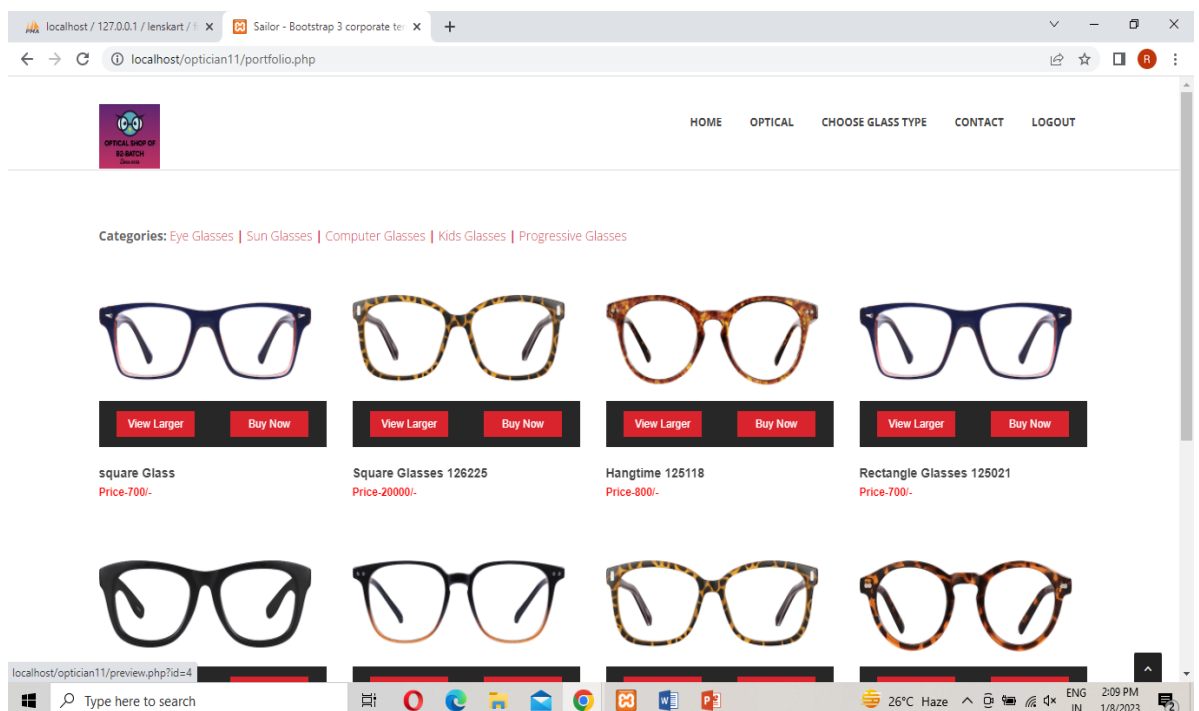 localhost / 127.0.0.1 / lenskart / f
Sailor - Bootstrap 3 corporate ter
localhost/optician11/portfolio.php
R
OPTICAL SHOP OF
B2-BATCH
HOME OPTICAL CHOOSE GLASS TYPE CONTACT LOGOUT
Categories: Eye Glasses | Sun Glasses | Computer Glasses | Kids Glasses | Progressive Glasses
View Larger Buy Now View Larger Buy Now View Larger Buy Now View Larger Buy Now
square Glass Square Glasses 126225 Hangtime 125118 Rectangle Glasses 125021
Price-700/- Price-20000/- Price-800/- Price-700/-
localhost/optician11/preview.php?id=4
Type here to search
26°C Haze
ENG
IN
2:09 PM
1/8/2023
2